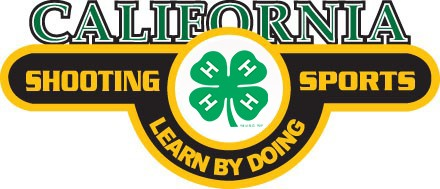 CALIFORNIA
SHOOTING SPORTS
H H
H H
LEARN BY DOING